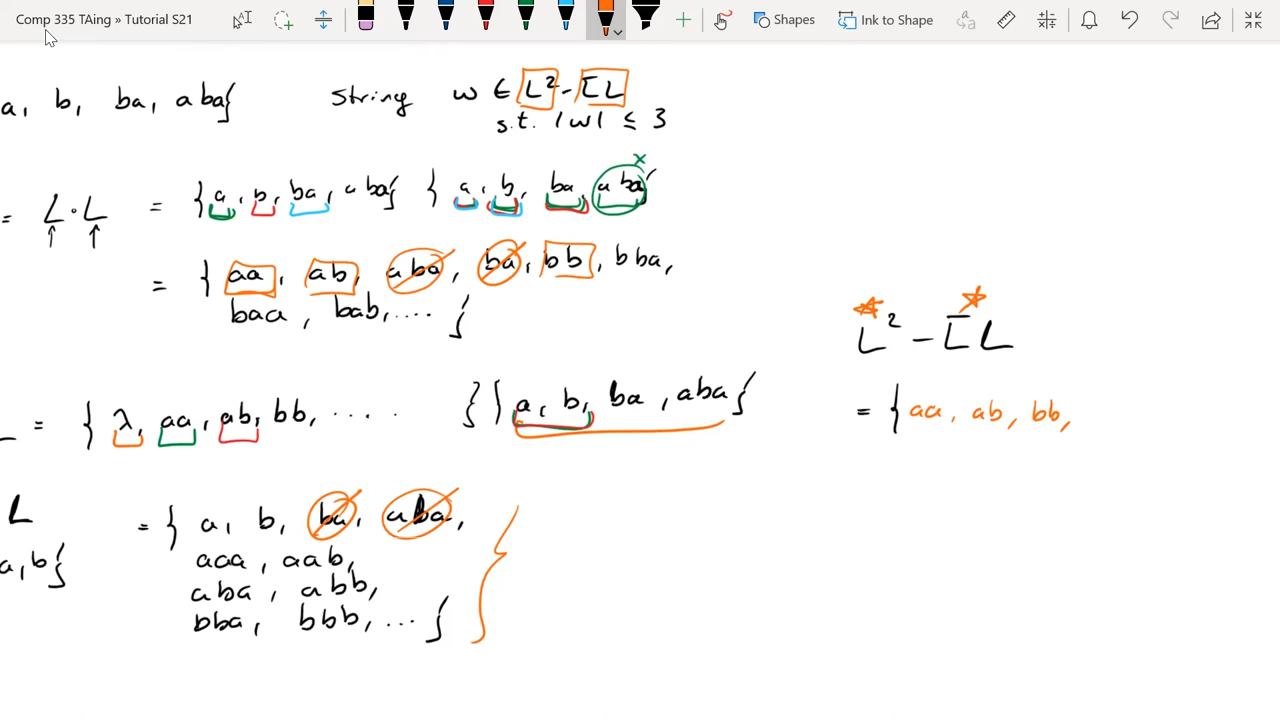 Comp 335 TAing » Tutorial S21 Shapes Ink to Shape
a, b, ba, aba} string w ∈ L² - L̅L
s.t. |w| ≤ 3
= L·L = {a, b, ba, aba} {a, b, ba, aba}
x
= {aa, ab, aba, ba, bb, bba,
baa, bab, .... }
L² - L̅L
= {λ, aa, ab, bb, .... } {a, b, ba, aba}
= {aa, ab, bb,
L = {a, b, ba, aba,
a, b} aaa, aab,
aba, abb,
bba, bbb, ... }